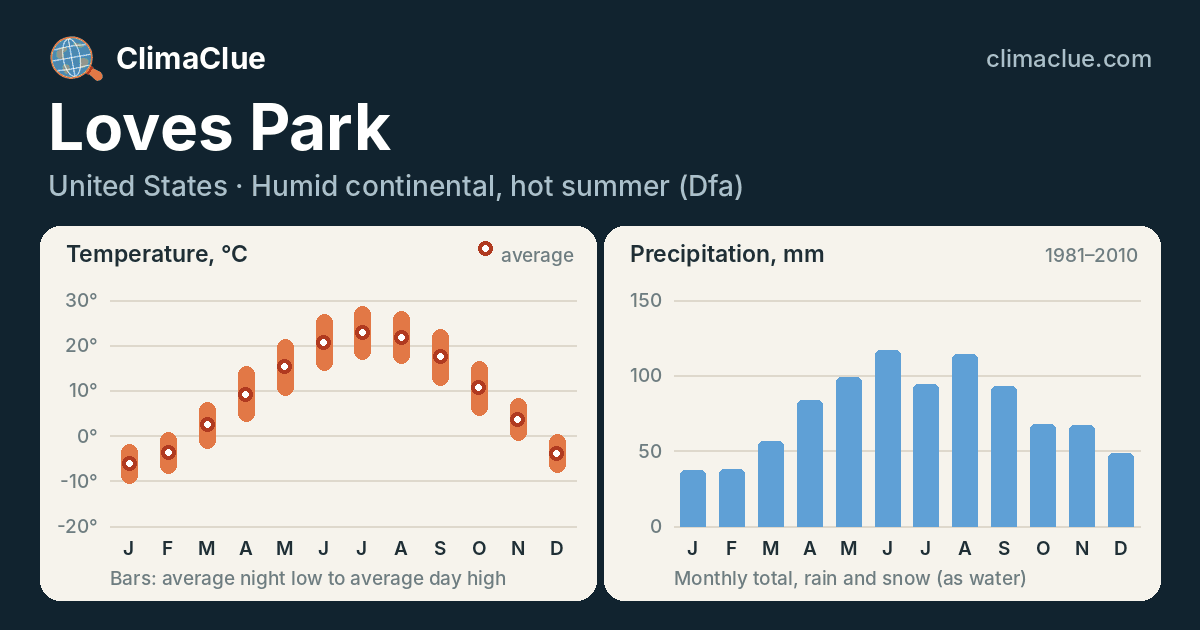 ClimaClue
climaclue.com
Loves Park
United States · Humid continental, hot summer (Dfa)
Temperature, °C
average
30°
20°
10°
0°
-10°
-20°
J F M A M J J A S O N D
Bars: average night low to average day high
Precipitation, mm
1981–2010
150
100
50
0
J F M A M J J A S O N D
Monthly total, rain and snow (as water)